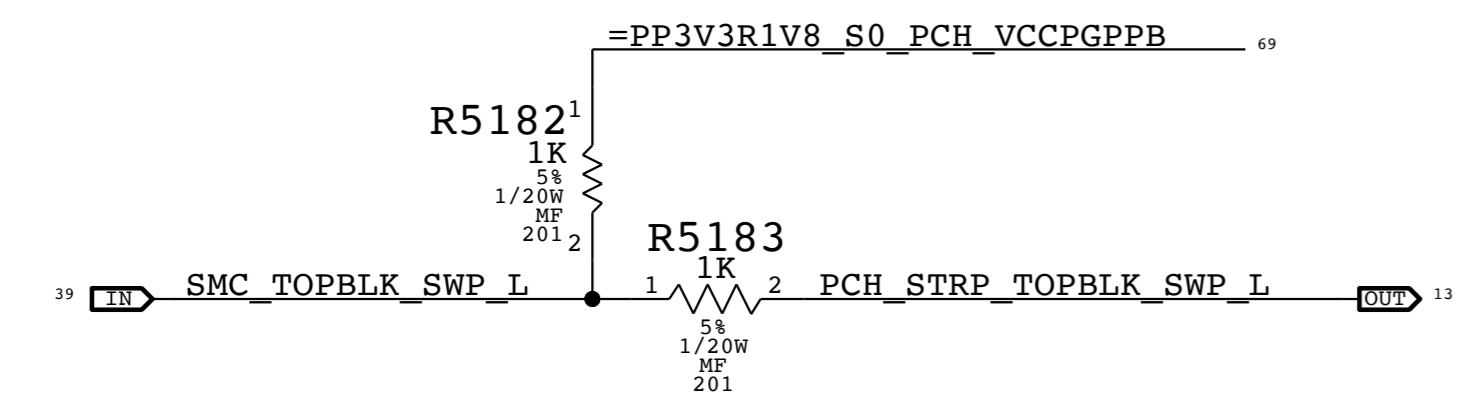 =PP3V3R1V8_S0_PCH_VCCPGPPB 69
R5182 1
1K
5%
1/20W
MF
201 2
R5183
1K
39 IN SMC_TOPBLK_SWP_L 1 2 PCH_STRP_TOPBLK_SWP_L OUT 13
5%
1/20W
MF
201